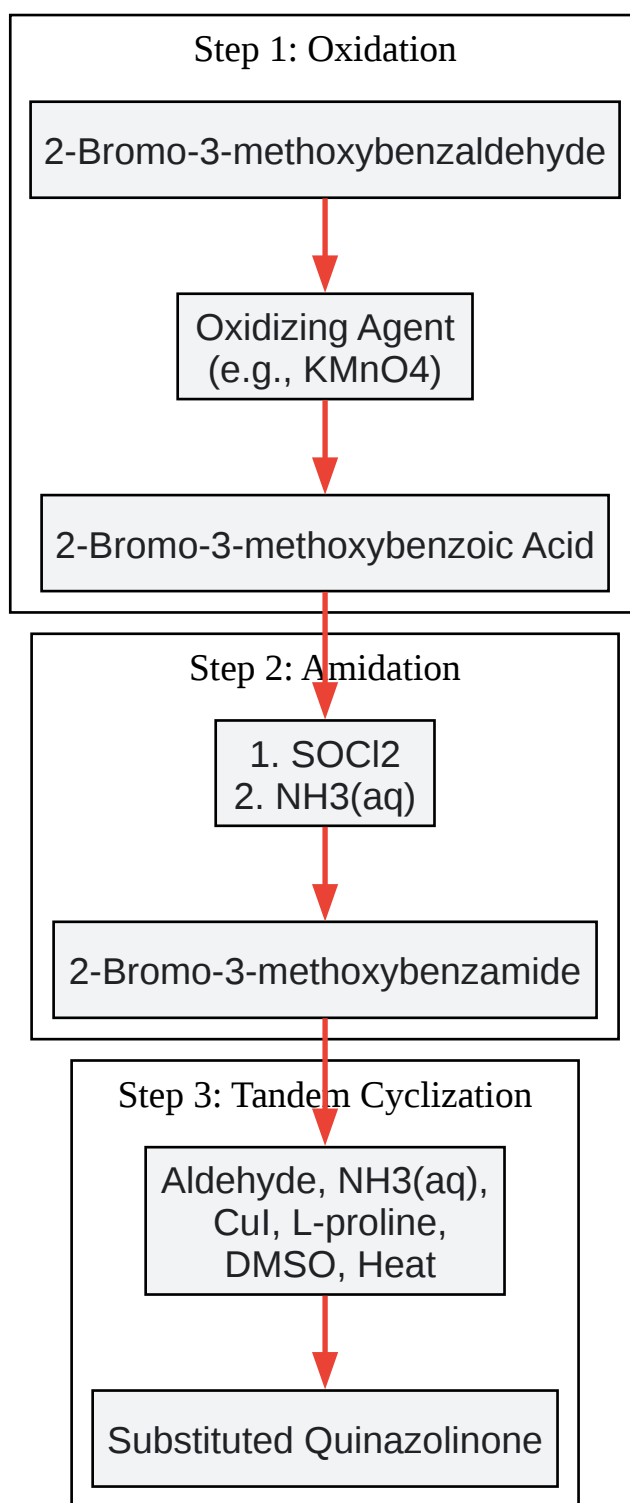 Step 1: Oxidation
2-Bromo-3-methoxybenzaldehyde
Oxidizing Agent
(e.g., KMnO4)
2-Bromo-3-methoxybenzoic Acid
Step 2: Amidation
1. SOCl2
2. NH3(aq)
2-Bromo-3-methoxybenzamide
Step 3: Tandem Cyclization
Aldehyde, NH3(aq),
CuI, L-proline,
DMSO, Heat
Substituted Quinazolinone